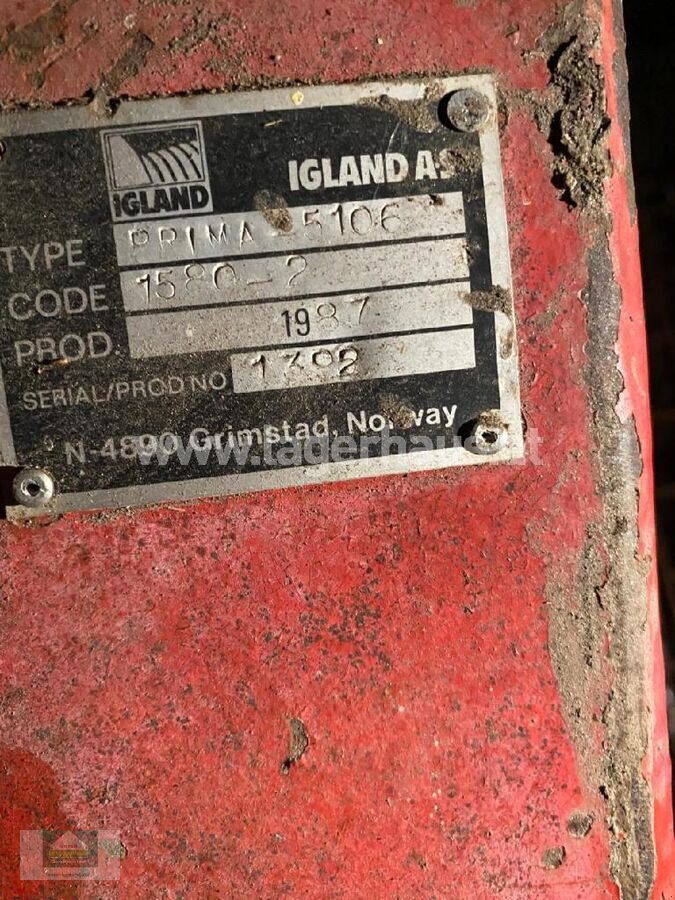 IGLAND
IGLAND AS
TYPE PRIMA-5106
CODE 1580-2
PROD. 1987
SERIAL/PROD NO 1392
N-4890 Grimstad, Norway
www.lagerhaus.at